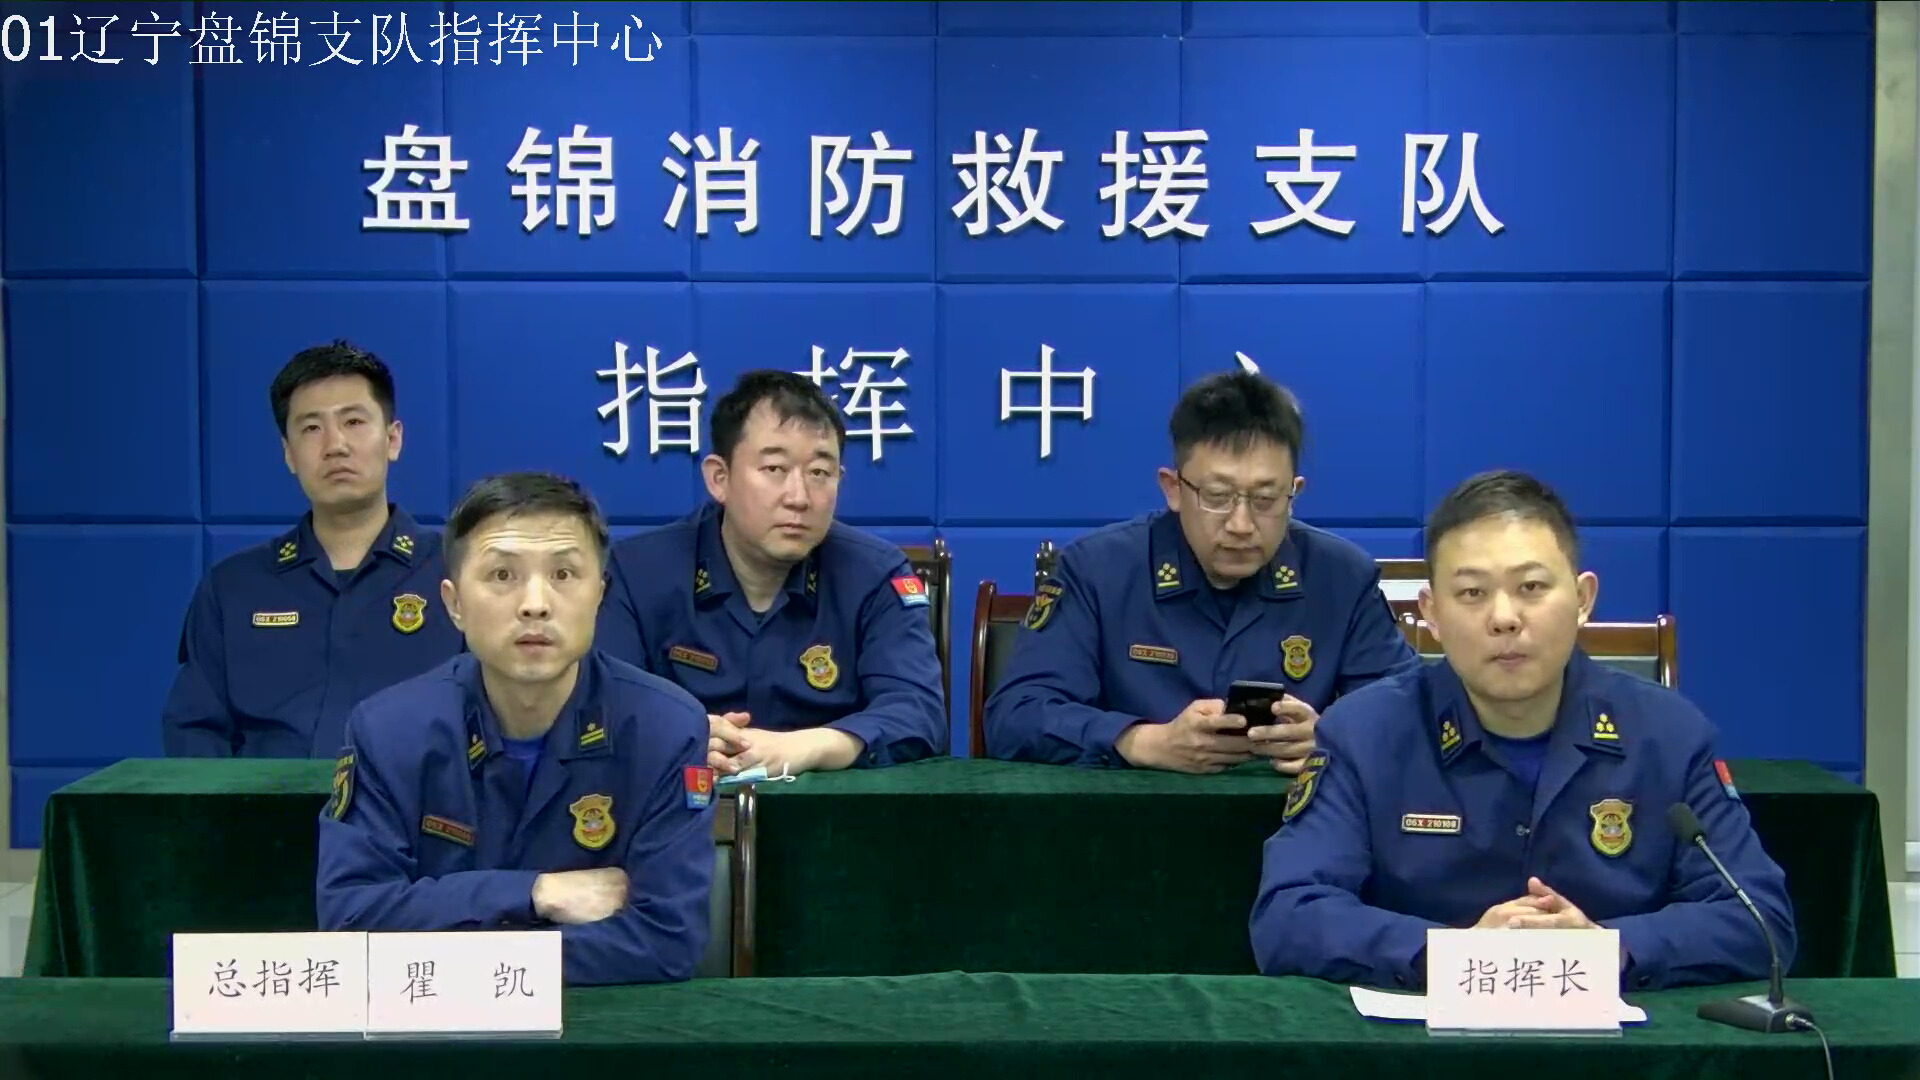 01辽宁盘锦支队指挥中心
盘锦消防救援支队
指挥中
总指挥 瞿 凯
指挥长